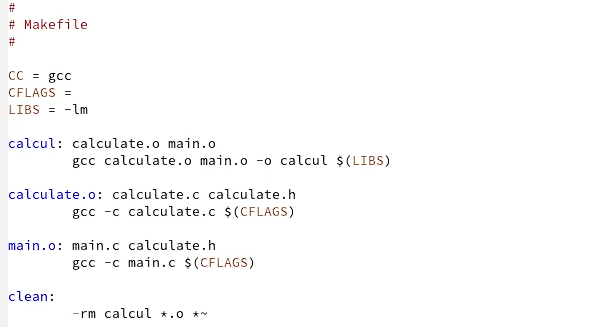 #
# Makefile
#
CC = gcc
CFLAGS =
LIBS = -lm
calcul: calculate.o main.o
gcc calculate.o main.o -o calcul $(LIBS)
calculate.o: calculate.c calculate.h
gcc -c calculate.c $(CFLAGS)
main.o: main.c calculate.h
gcc -c main.c $(CFLAGS)
clean:
-rm calcul *.o *~